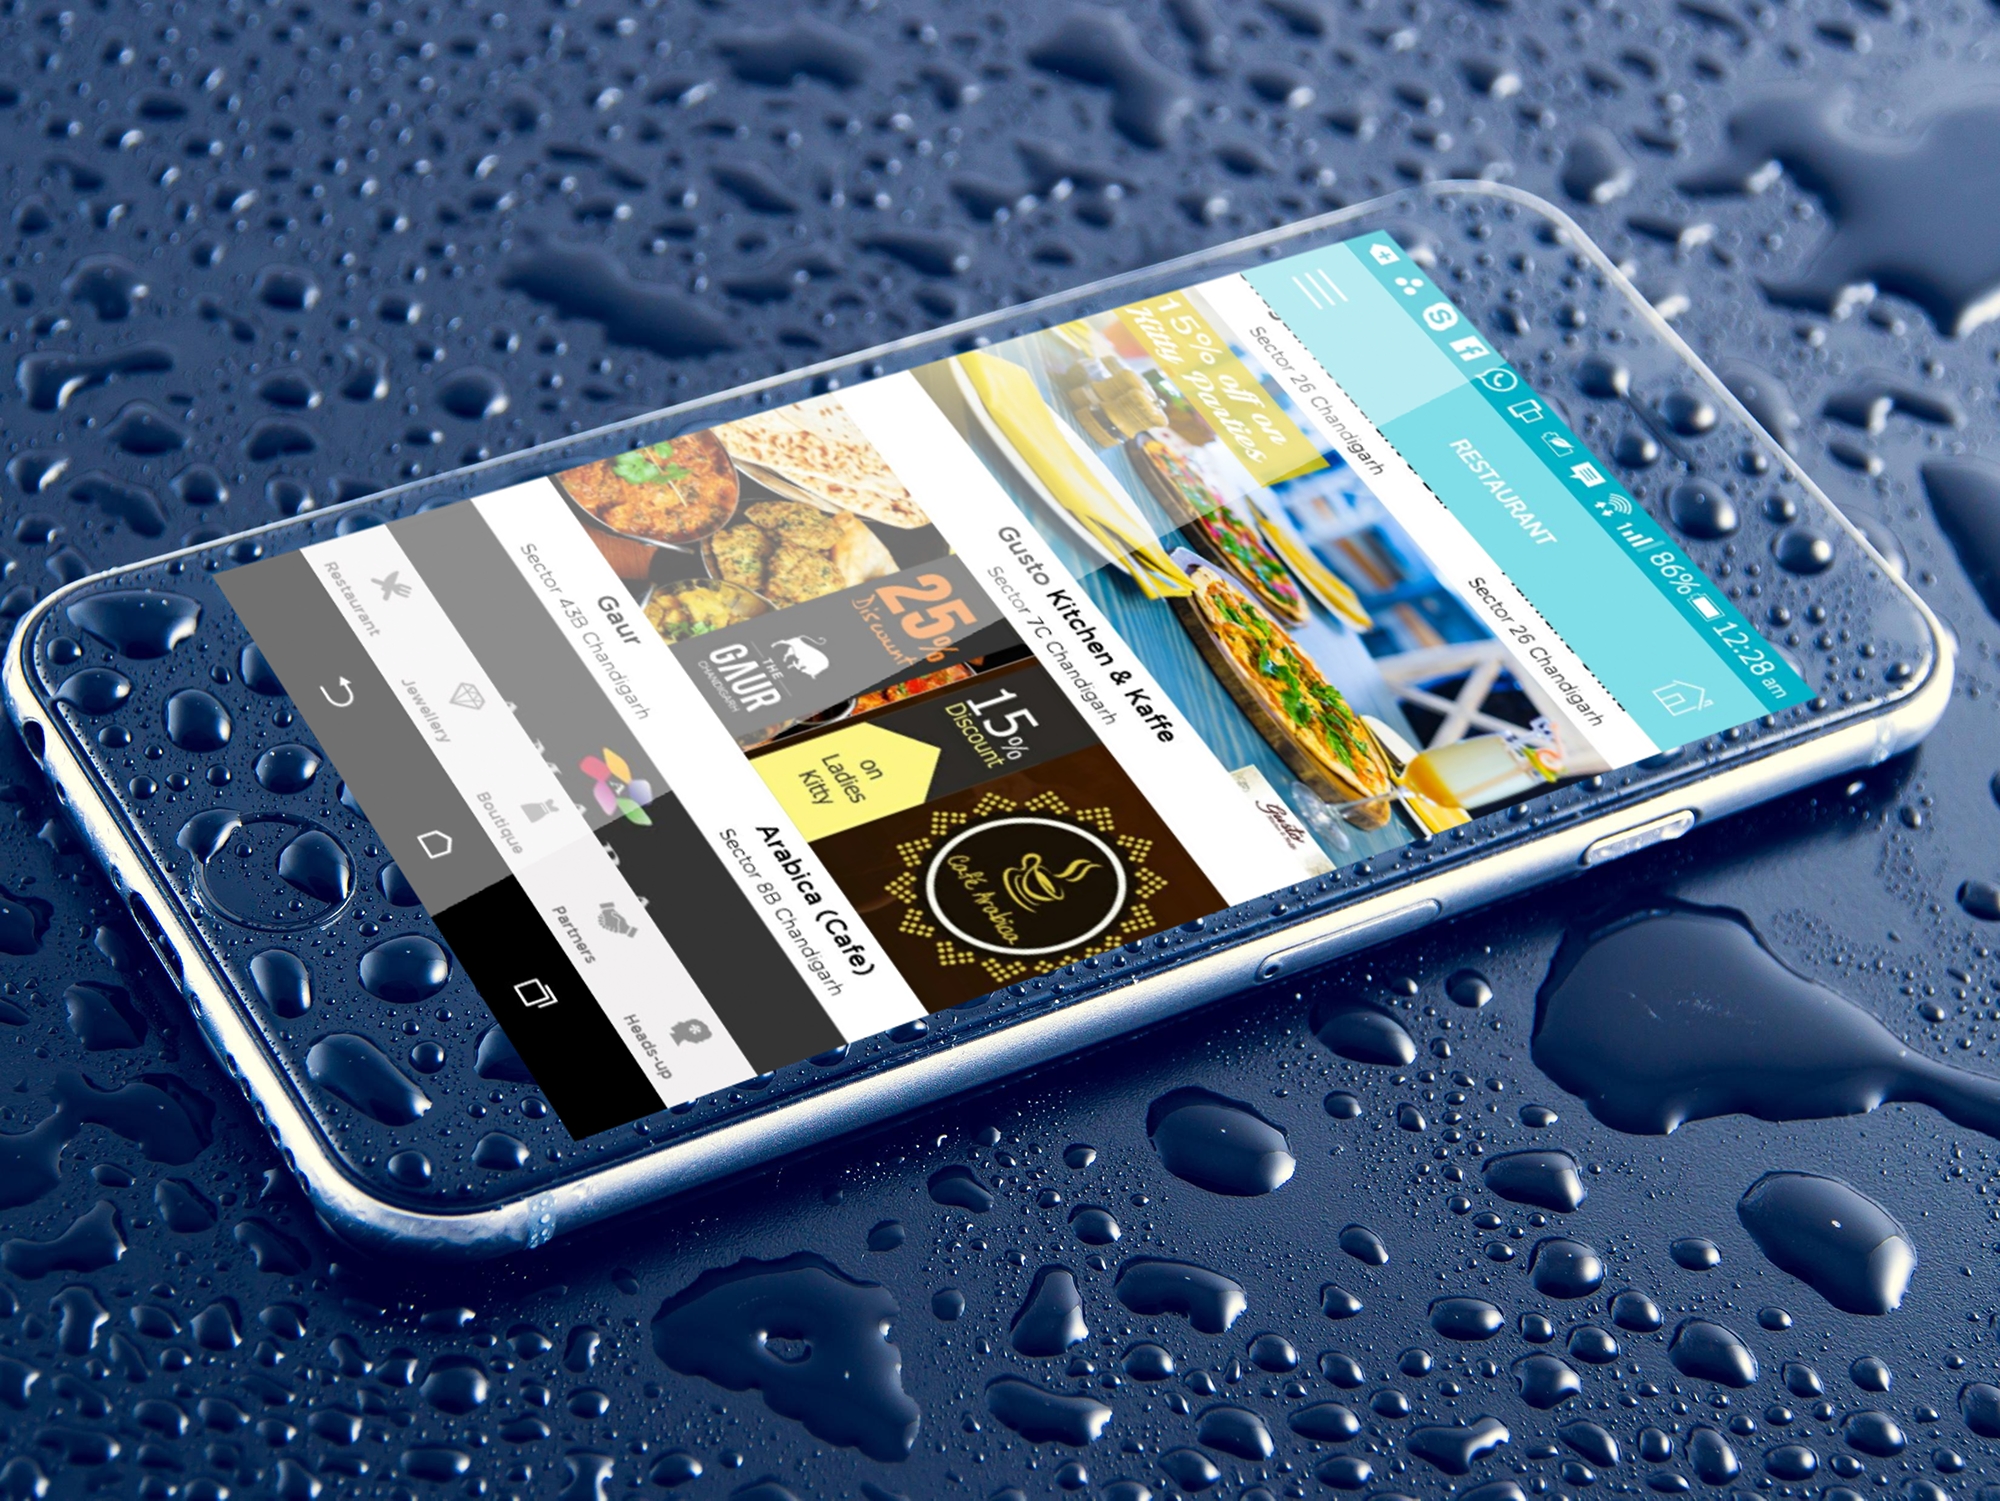 86% 12:28 am
RESTAURANT
Sector 26 Chandigarh
Sector 26 Chandigarh
15% off on
Kitty Parties
Gusto
Gusto Kitchen & Kaffe
Sector 7C Chandigarh
25%
Discount
THE
GAUR
CHANDIGARH
15%
Discount
on
Ladies
Kitty
Café Arabica
Gaur
Sector 43B Chandigarh
Arabica (Cafe)
Sector 8B Chandigarh
Restaurant
Jewellery
Boutique
Partners
Heads-up